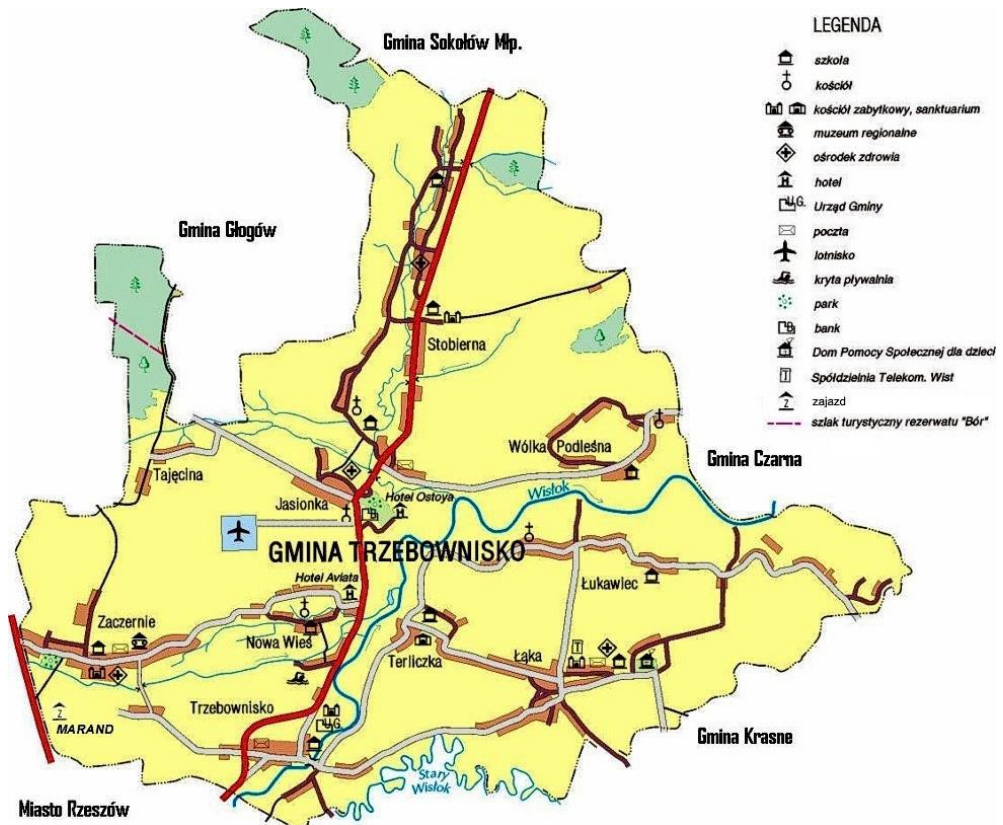 Gmina Sokołów Młp.
LEGENDA
szkoła
kościół
kościół zabytkowy, sanktuarium
muzeum regionalne
ośrodek zdrowia
H
hotel
U.G.
Urząd Gminy
poczta
lotnisko
kryta pływalnia
park
B
bank
Dom Pomocy Społecznej dla dzieci
T
Spółdzielnia Telekom. Wist
2
zajazd
szlak turystyczny rezerwatu "Bór"
Gmina Głogów
Stobierna
Wólka Podleśna
Gmina Czarna
Tajęcina
Jasionka
Hotel Ostoya
H
B
Wisłok
GMINA TRZEBOWNISKO
Hotel Aviata
H
Łukawiec
Zaczernie
Nowa Wieś
Terliczka
Łąka
T
Trzebownisko
U.G.
2
MARAND
Gmina Krasne
Stary
Wisłok
Miasto Rzeszów